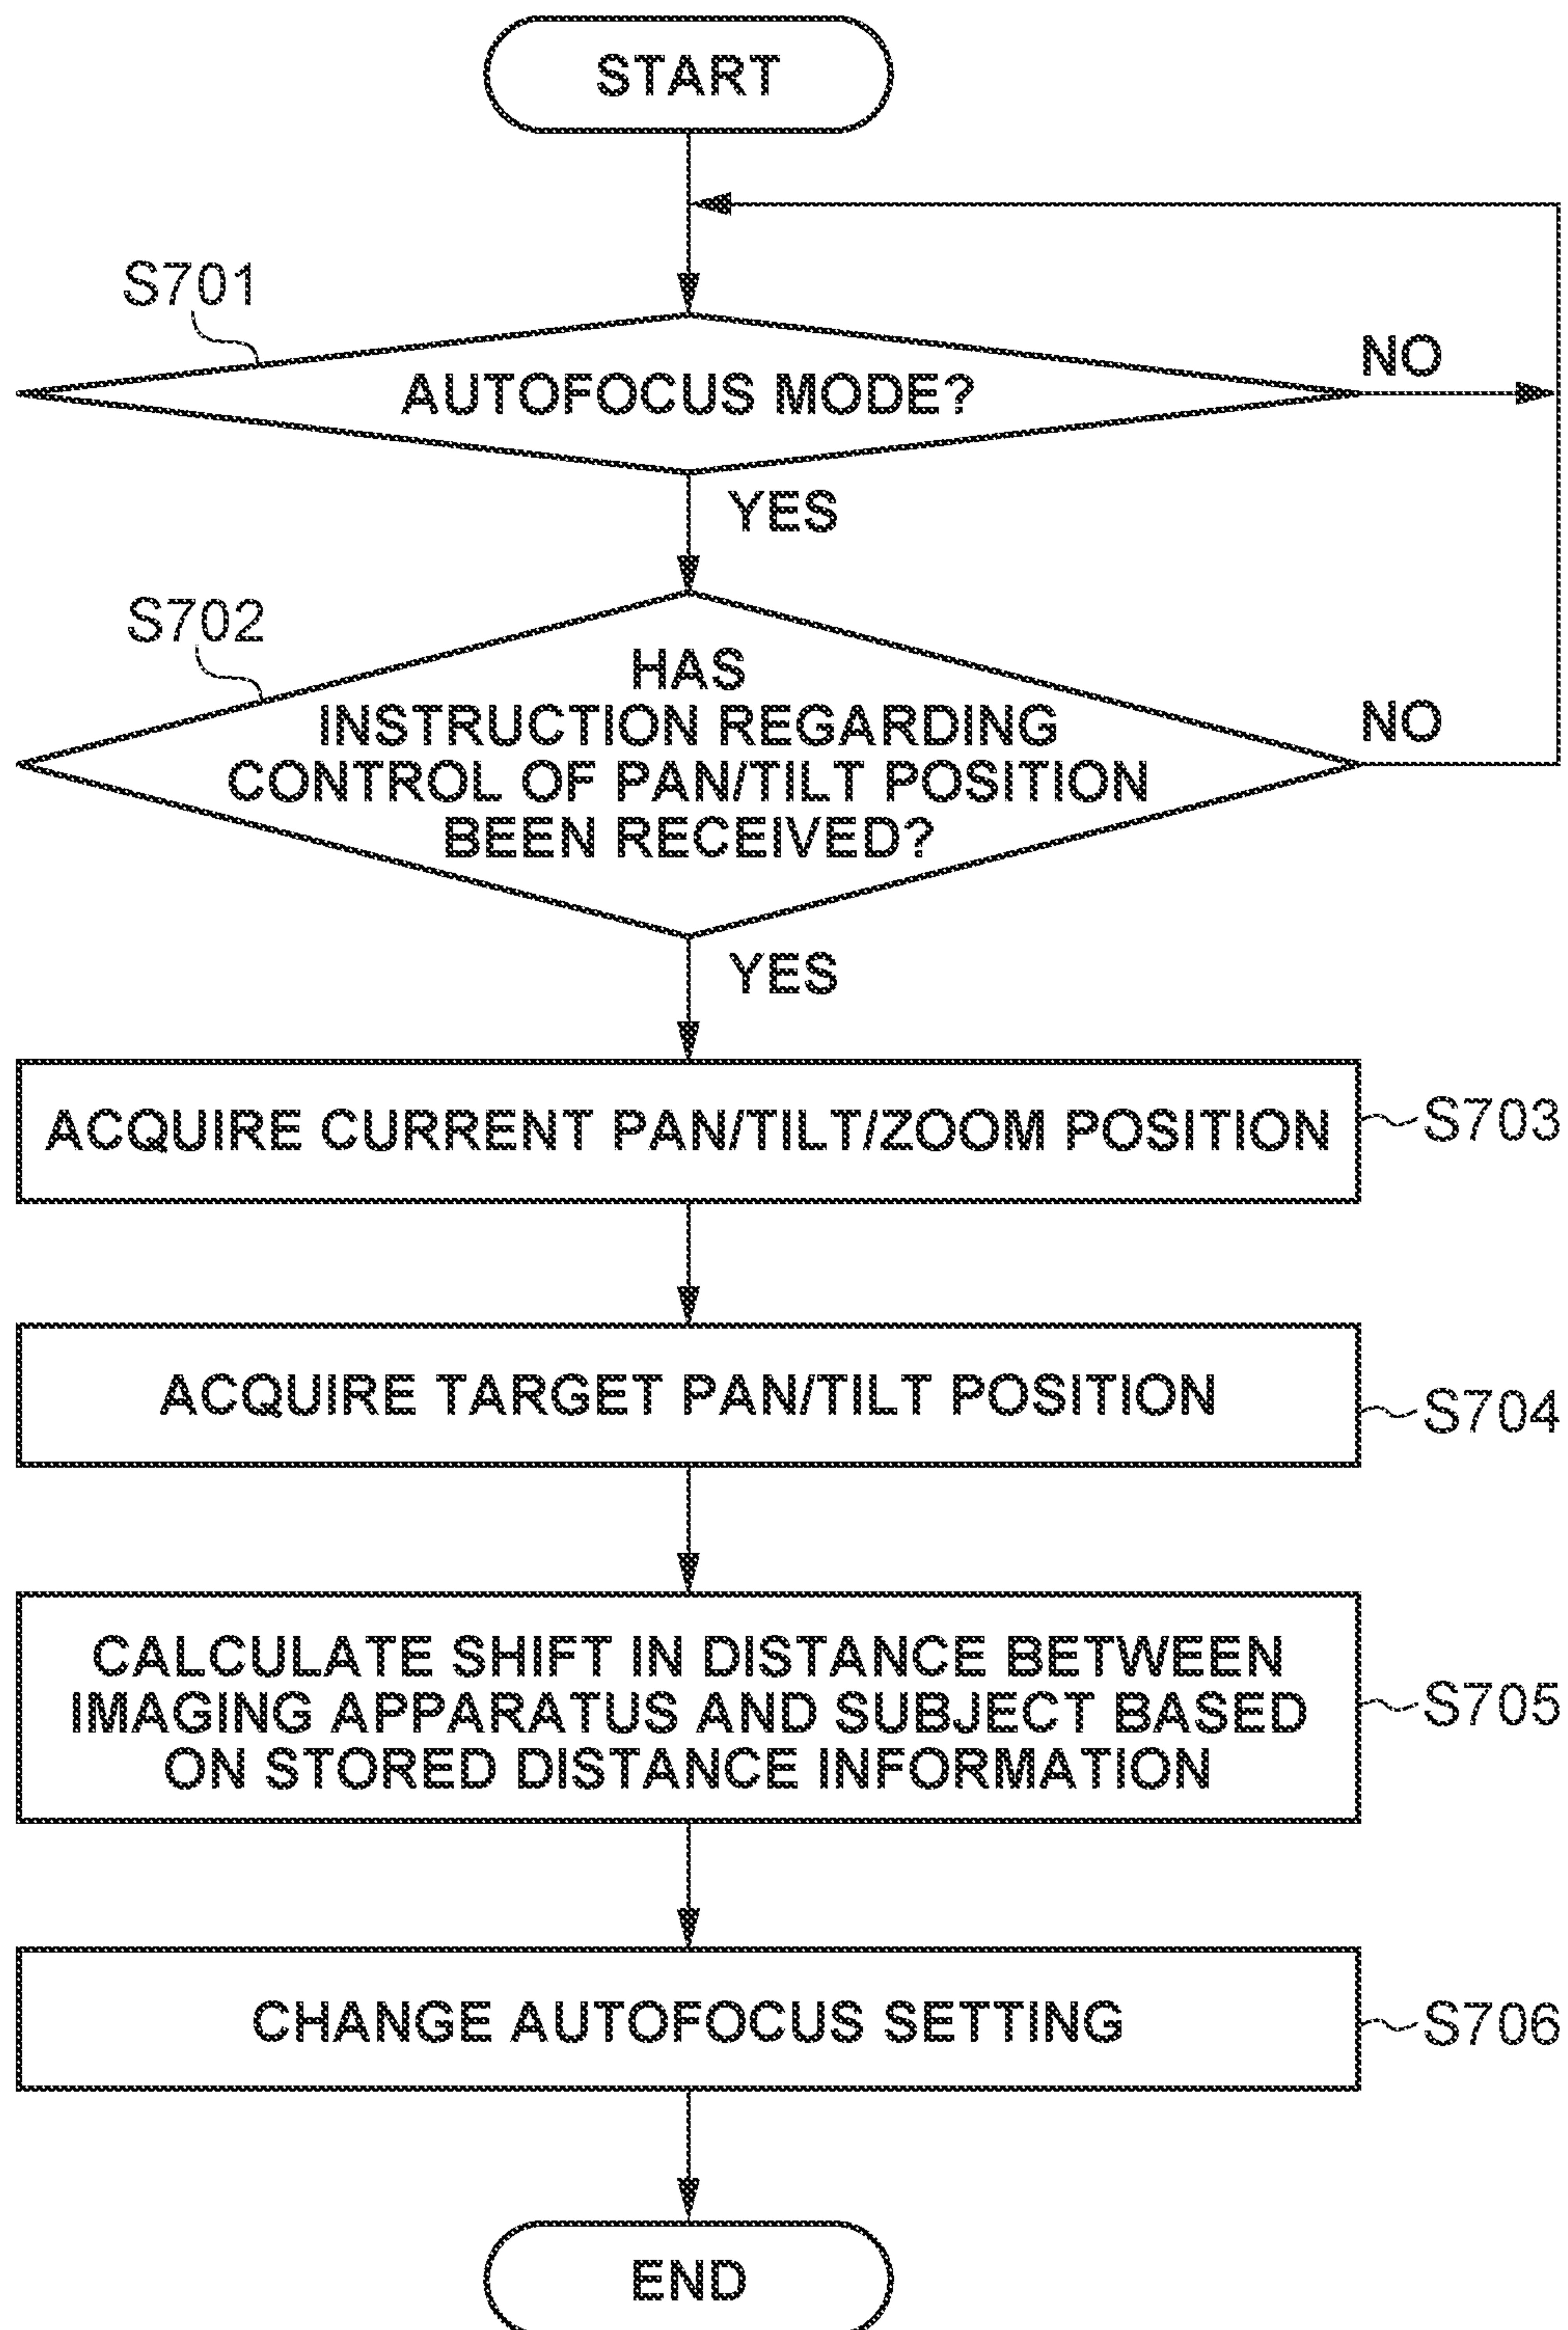 START
S701
AUTOFOCUS MODE?
NO
YES
S702
HAS
INSTRUCTION REGARDING
CONTROL OF PAN/TILT POSITION
BEEN RECEIVED?
NO
YES
ACQUIRE CURRENT PAN/TILT/ZOOM POSITION
S703
ACQUIRE TARGET PAN/TILT POSITION
S704
CALCULATE SHIFT IN DISTANCE BETWEEN
IMAGING APPARATUS AND SUBJECT BASED
ON STORED DISTANCE INFORMATION
S705
CHANGE AUTOFOCUS SETTING
S706
END